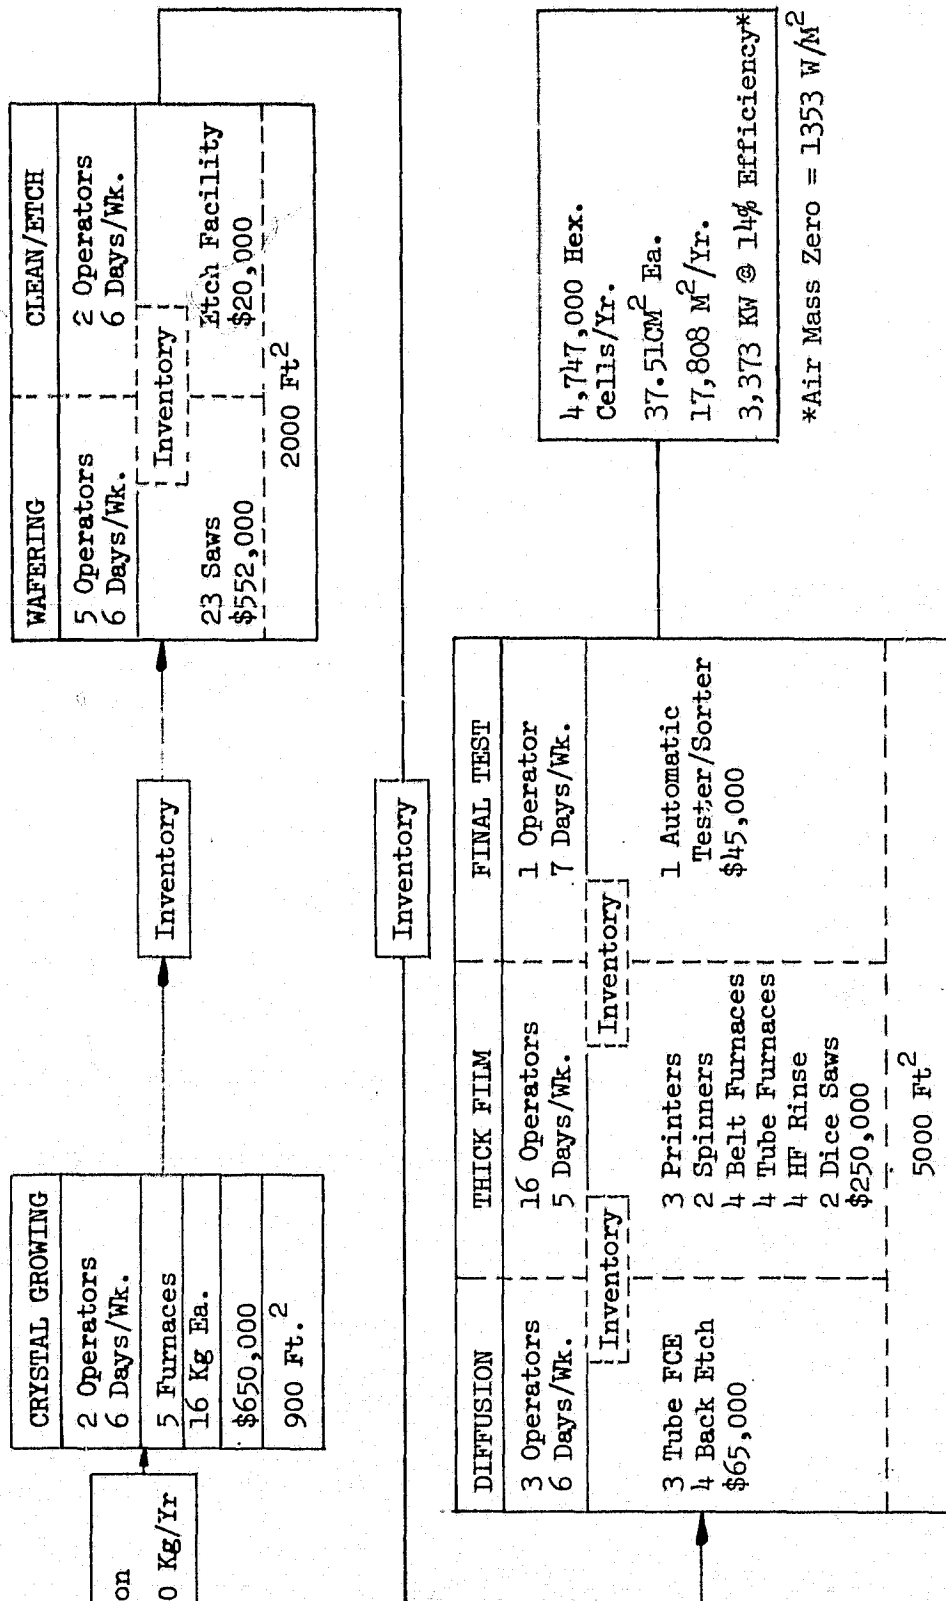 on
0 Kg/Yr
CRYSTAL GROWING
2 Operators
6 Days/Wk.
5 Furnaces
16 Kg Ea.
$650,000
900 Ft.²
Inventory
WAFERING
5 Operators
6 Days/Wk.
23 Saws
$552,000
Inventory
CLEAN/ETCH
2 Operators
6 Days/Wk.
Etch Facility
$20,000
2000 Ft²
Inventory
DIFFUSION
3 Operators
6 Days/Wk.
3 Tube FCE
4 Back Etch
$65,000
Inventory
THICK FILM
16 Operators
5 Days/Wk.
3 Printers
2 Spinners
4 Belt Furnaces
4 Tube Furnaces
4 HF Rinse
2 Dice Saws
$250,000
Inventory
FINAL TEST
1 Operator
7 Days/Wk.
1 Automatic
Tester/Sorter
$45,000
5000 Ft²
4,747,000 Hex.
Cells/Yr.
37.51CM² Ea.
17,808 M²/Yr.
3,373 KW @ 14% Efficiency*
*Air Mass Zero = 1353 W/M²